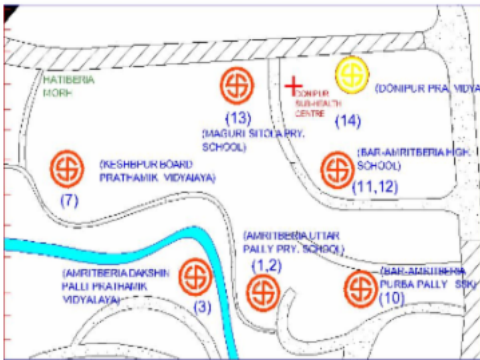 HATIBERIA
MORH
(13)
(MAGURI SITOLA PRY.
SCHOOL)
DONIPUR
SUB-HEALTH
CENTRE
(14)
(DONIPUR PRA. VIDYA
(KESHBPUR BOARD
PRATHAMIK VIDYALAYA)
(7)
(BAR-AMRITBERIA HIGH
SCHOOL)
(11,12)
(AMRITBERIA UTTAR
PALLY PRY. SCHOOL)
(1,2)
(AMRITBERIA DAKSHIN
PALLI PRATHAMIK
VIDYALAYA)
(3)
(BAR-AMRITBERIA
PURBA PALLY SSK)
(10)